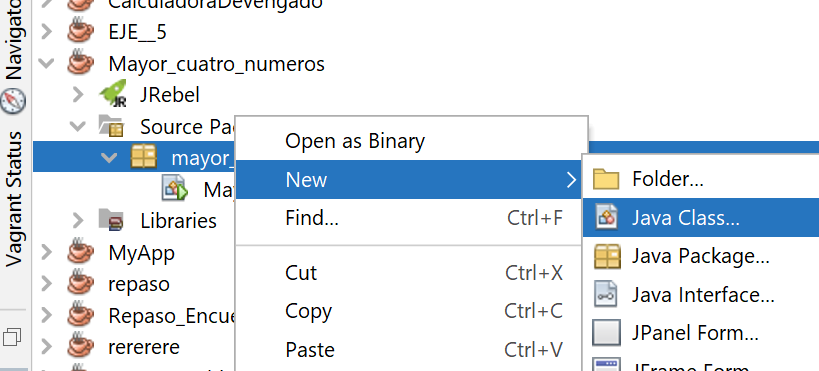 CalculadoraDevengado
EJE__5
Mayor_cuatro_numeros
JRebel
JR
Source Pa
mayor_
Ma
Libraries
MyApp
repaso
Repaso_Encue
rerererere
Navigato
Vagrant Status
Open as Binary
New
Find... Ctrl+F
Cut Ctrl+X
Copy Ctrl+C
Paste Ctrl+V
Folder...
Java Class...
Java Package...
Java Interface...
JPanel Form...
JFrame Form